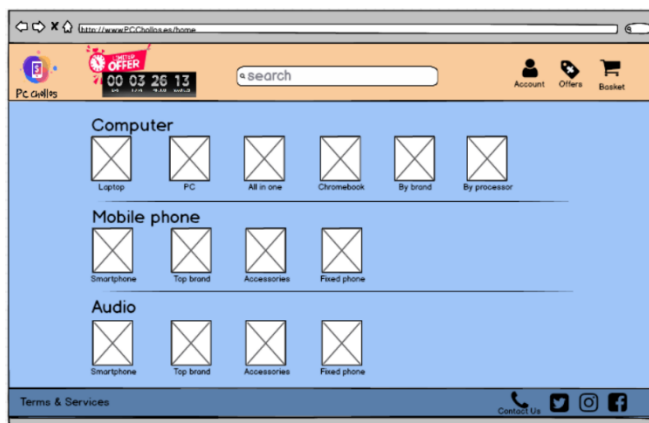 http://www.PCChollos.es/home
OFFER
00 03 26 13
search
Pc chollos
Account Offers Basket
Computer
Laptop PC All in one Chromebook By brand By processor
Mobile phone
Smartphone Top brand Accessories Fixed phone
Audio
Smartphone Top brand Accessories Fixed phone
Terms & Services
Contact Us